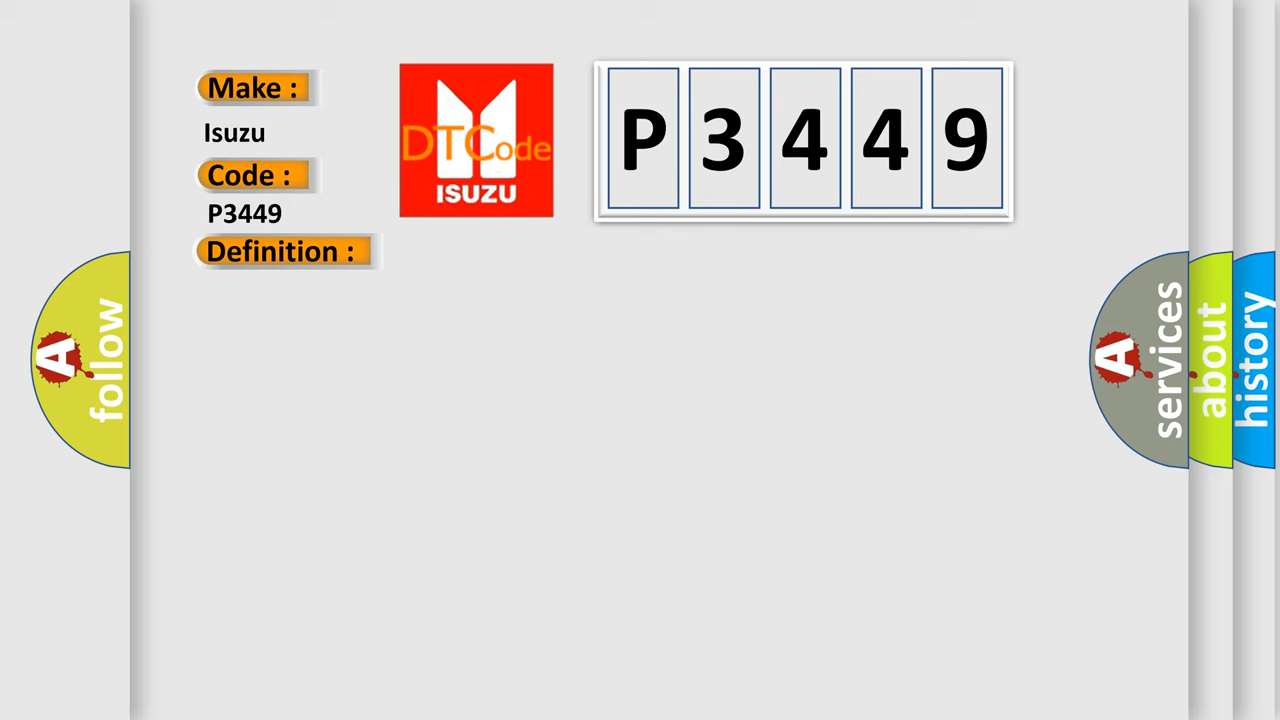 Make :
Isuzu
Code :
P3449
Definition :
DTCode
ISUZU
P 3 4 4 9
A follow
A services
about
history